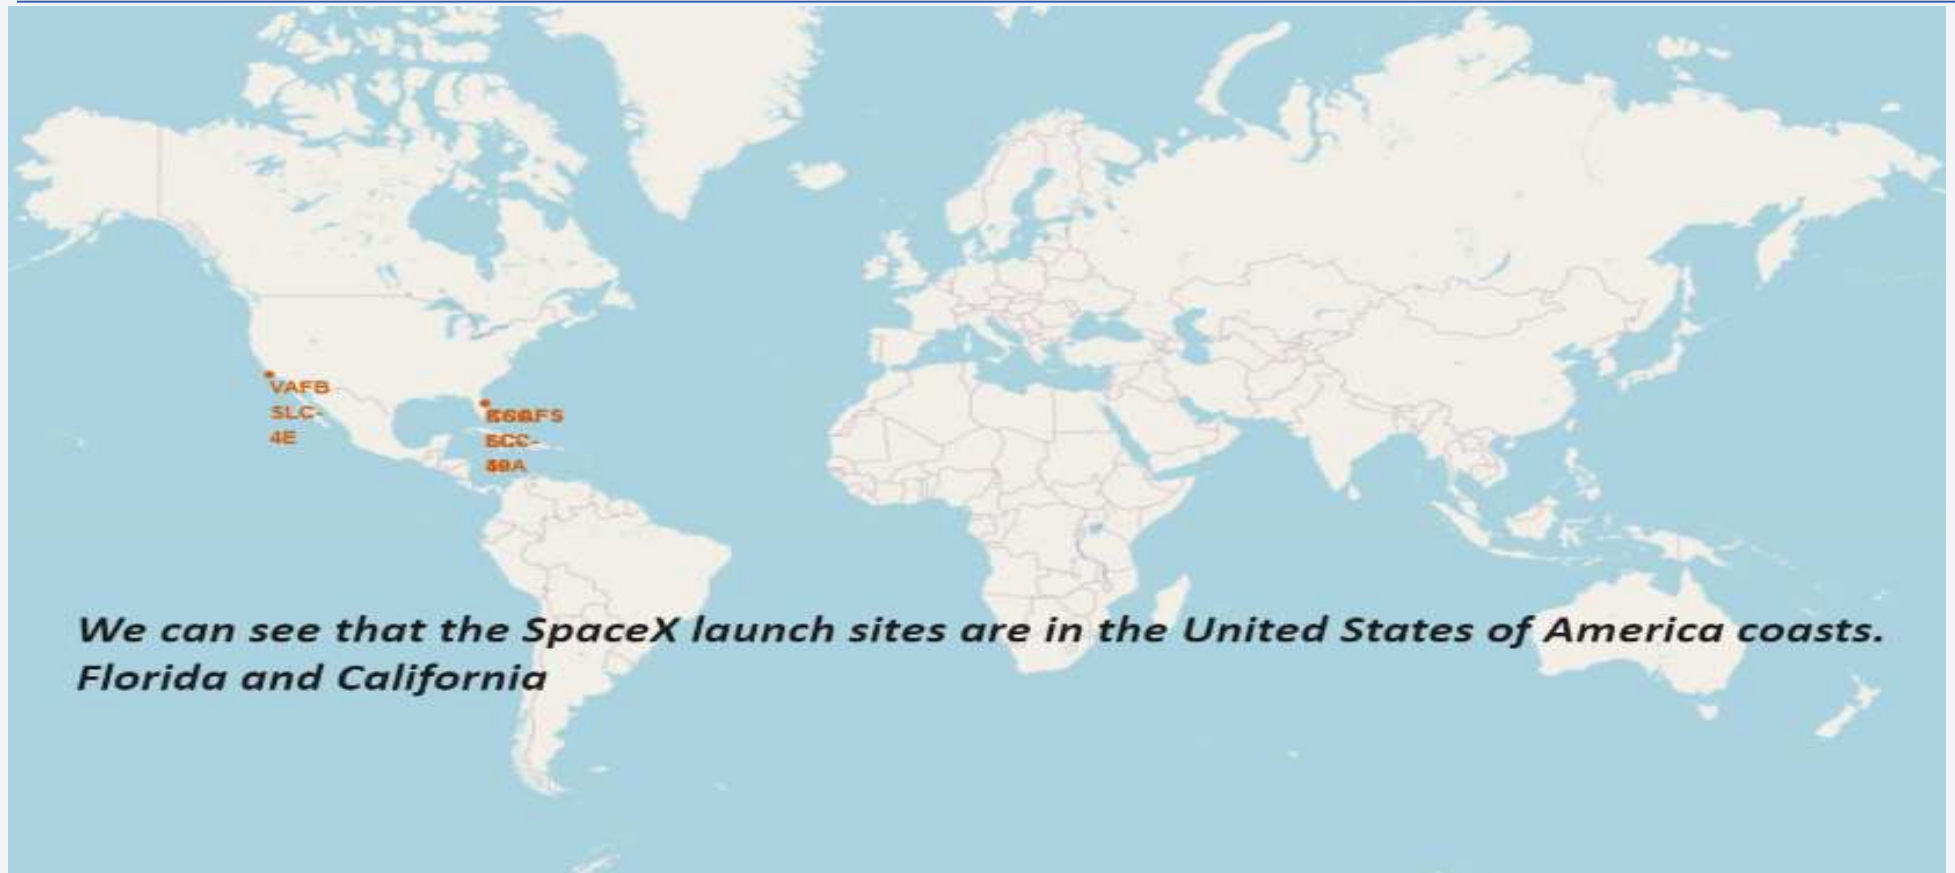 VAFB
SLC-
4E
We can see that the SpaceX launch sites are in the United States of America coasts.
Florida and California